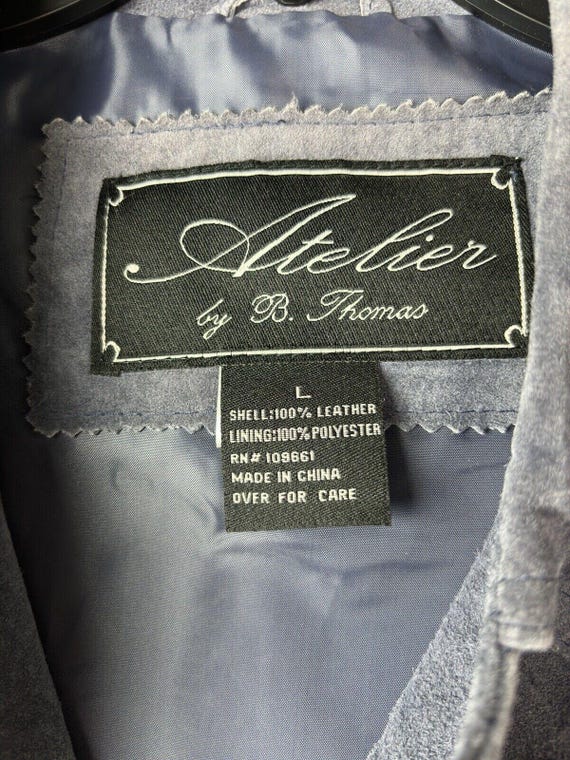 Atelier
by B. Thomas
L
SHELL:100% LEATHER
LINING:100% POLYESTER
RN# 109661
MADE IN CHINA
OVER FOR CARE